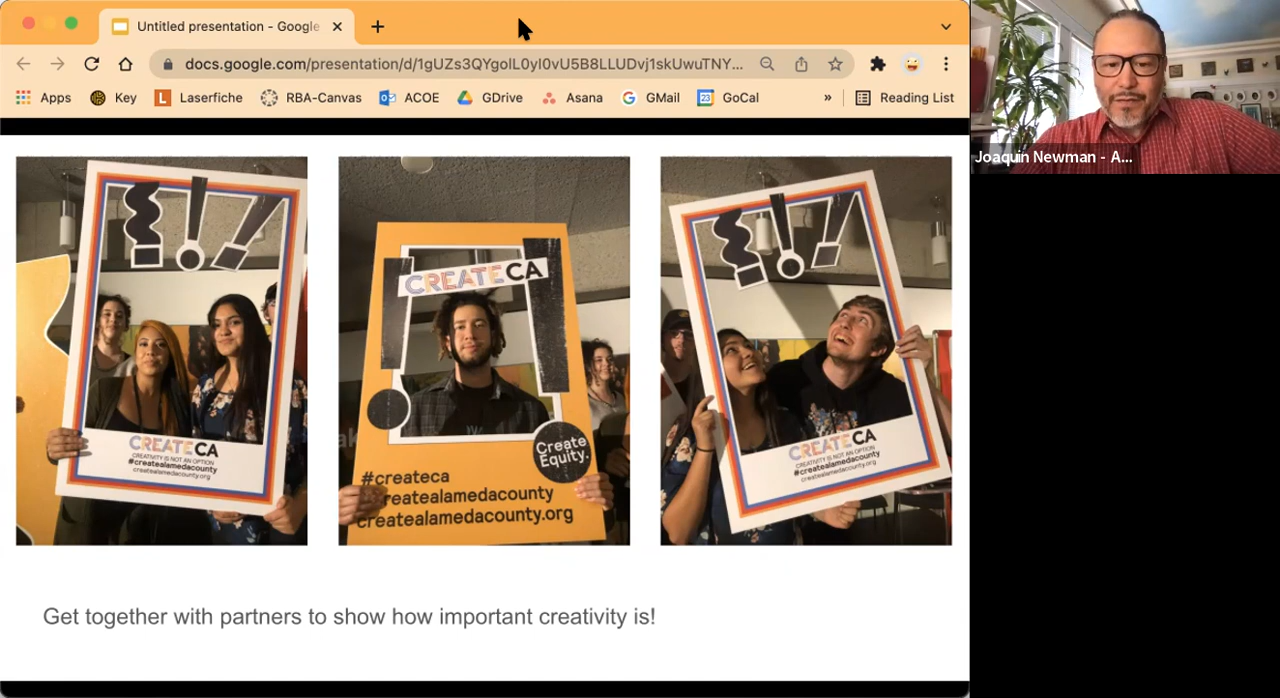 Untitled presentation - Google
docs.google.com/presentation/d/1gUZs3QYgolL0yI0vU5B8LLUDvj1skUwuTNY...
Apps
Key
Laserfiche
RBA-Canvas
ACOE
GDrive
Asana
GMail
23
GoCal
»
Reading List
Joaquin Newman - A...
CREATE CA
CREATIVITY IS NOT AN OPTION
#createalamedacounty
createalamedacounty.org
CREATE CA
Create
Equity.
#createca
createalamedacounty
createalamedacounty.org
CREATE CA
CREATIVITY IS NOT AN OPTION
#createalamedacounty
createalamedacounty.org
Get together with partners to show how important creativity is!